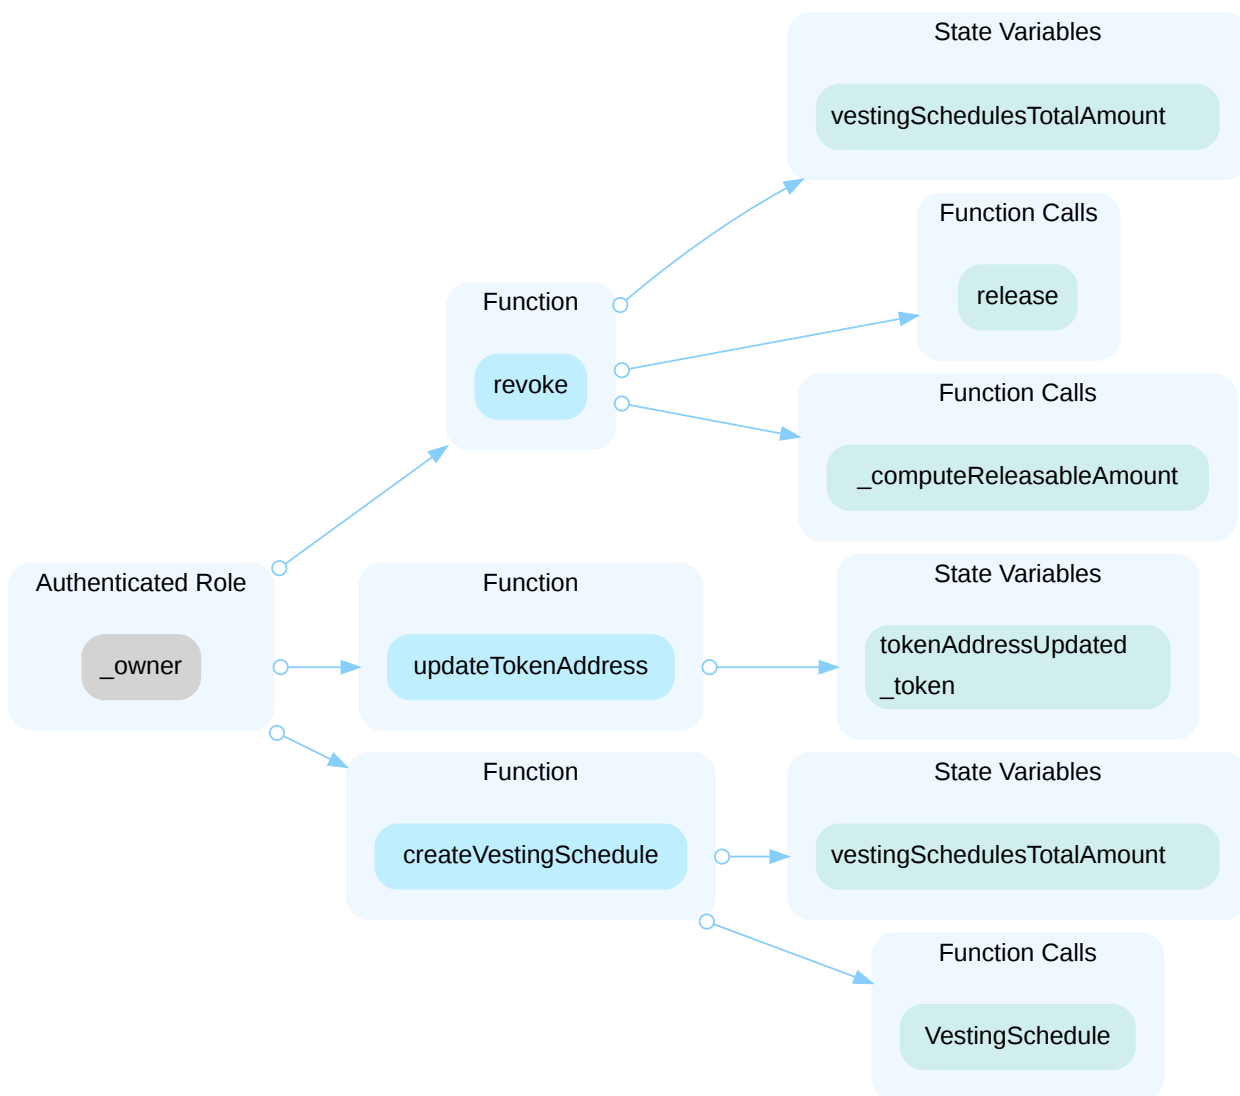 State Variables
vestingSchedulesTotalAmount
Function Calls
release
Function
revoke
Function Calls
_computeReleasableAmount
Authenticated Role
_owner
Function
updateTokenAddress
State Variables
tokenAddressUpdated
_token
Function
createVestingSchedule
State Variables
vestingSchedulesTotalAmount
Function Calls
VestingSchedule